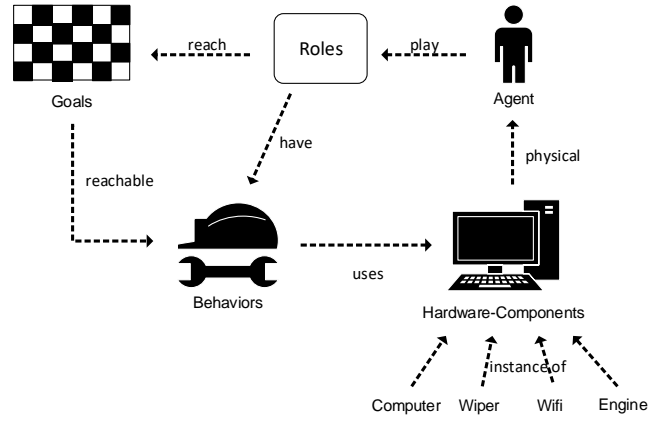 reach
Roles
play
Goals
Agent
have
physical
reachable
uses
Behaviors
Hardware-Components
instance of
Computer
Wiper
Wifi
Engine